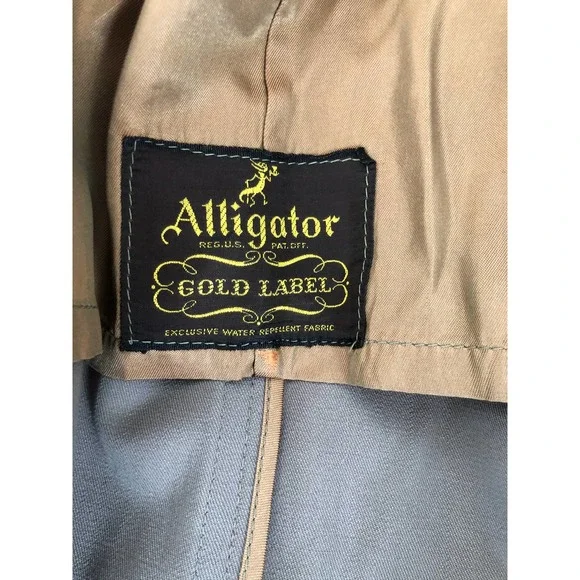 Alligator
REG.U.S. PAT.OFF.
GOLD LABEL
EXCLUSIVE WATER REPELLENT FABRIC